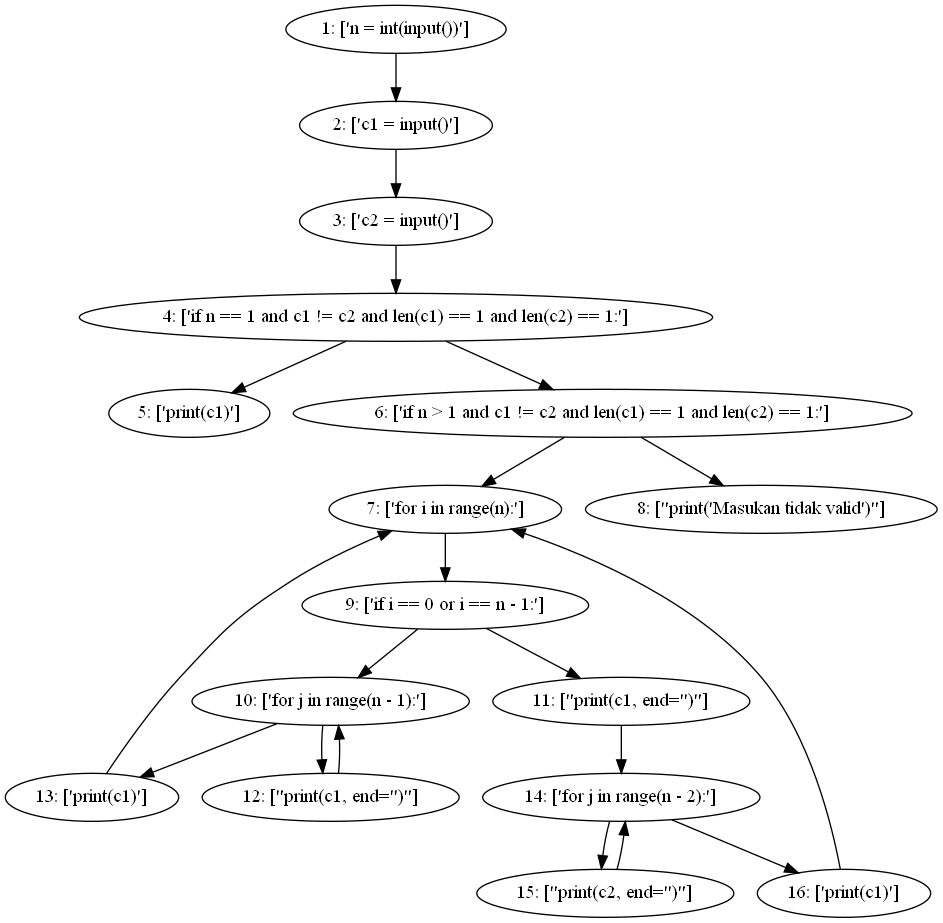 1: ['n = int(input())']
2: ['c1 = input()']
3: ['c2 = input()']
4: ['if n == 1 and c1 != c2 and len(c1) == 1 and len(c2) == 1:']
5: ['print(c1)']
6: ['if n > 1 and c1 != c2 and len(c1) == 1 and len(c2) == 1:']
7: ['for i in range(n):']
8: ["print('Masukan tidak valid')"]
9: ['if i == 0 or i == n - 1:']
10: ['for j in range(n - 1):']
11: ["print(c1, end='')"]
13: ['print(c1)']
12: ["print(c1, end='')"]
14: ['for j in range(n - 2):']
15: ["print(c2, end='')"]
16: ['print(c1)']